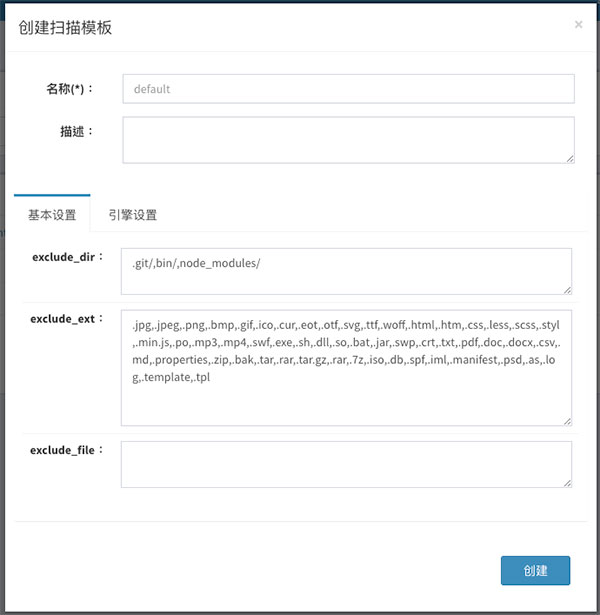 创建扫描模板 ×
名称(*)： default
描述：
基本设置 引擎设置
exclude_dir： .git/,bin/,node_modules/
exclude_ext： .jpg,.jpeg,.png,.bmp,.gif,.ico,.cur,.eot,.otf,.svg,.ttf,.woff,.html,.htm,.css,.less,.scss,.styl
,.min.js,.po,.mp3,.mp4,.swf,.exe,.sh,.dll,.so,.bat,.jar,.swp,.crt,.txt,.pdf,.doc,.docx,.csv,.
md,.properties,.zip,.bak,.tar,.rar,.tar.gz,.rar,.7z,.iso,.db,.spf,.iml,.manifest,.psd,.as,.lo
g,.template,.tpl
exclude_file：
创建